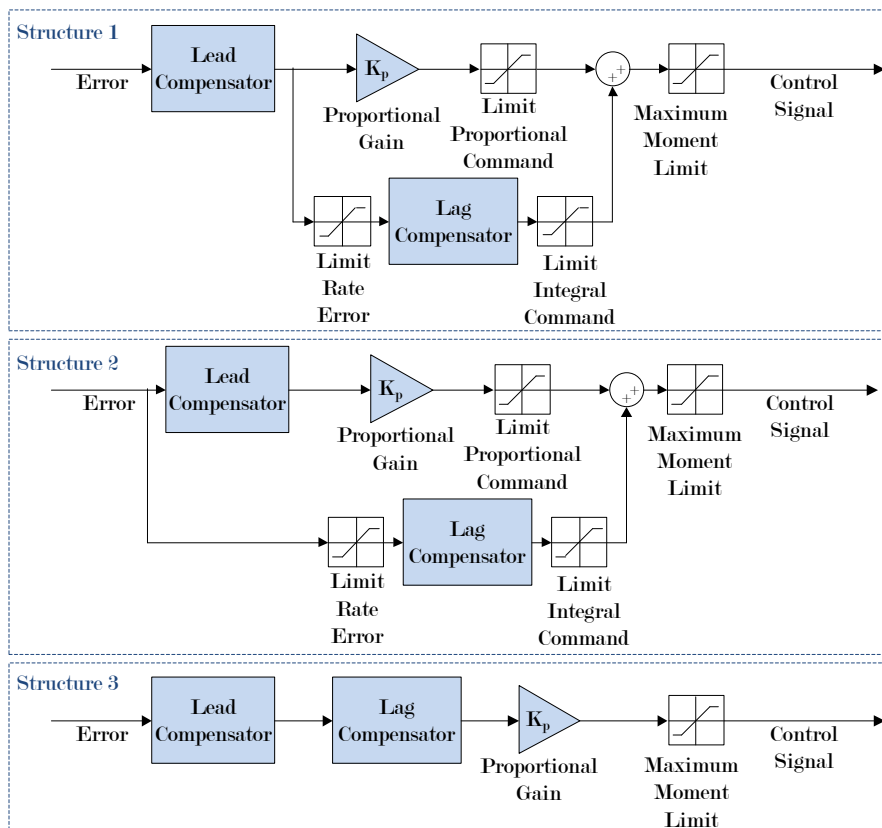 Structure 1
Error
Lead
Compensator
Kp
Proportional
Gain
Limit
Proportional
Command
++
Maximum
Moment
Limit
Control
Signal
Limit
Rate
Error
Lag
Compensator
Limit
Integral
Command
Structure 2
Error
Lead
Compensator
Kp
Proportional
Gain
Limit
Proportional
Command
++
Maximum
Moment
Limit
Control
Signal
Limit
Rate
Error
Lag
Compensator
Limit
Integral
Command
Structure 3
Error
Lead
Compensator
Lag
Compensator
Kp
Proportional
Gain
Maximum
Moment
Limit
Control
Signal